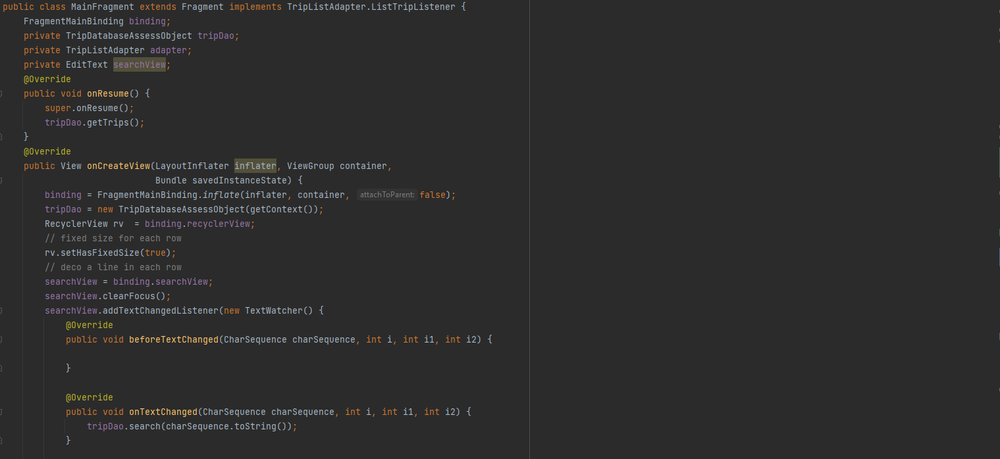 public class MainFragment extends Fragment implements TripListAdapter.ListTripListener {
    FragmentMainBinding binding;
    private TripDatabaseAssessObject tripDao;
    private TripListAdapter adapter;
    private EditText searchView;
    @Override
    public void onResume() {
        super.onResume();
        tripDao.getTrips();
    }
    @Override
    public View onCreateView(LayoutInflater inflater, ViewGroup container,
                             Bundle savedInstanceState) {
        binding = FragmentMainBinding.inflate(inflater, container, attachToParent: false);
        tripDao = new TripDatabaseAssessObject(getContext());
        RecyclerView rv  = binding.recyclerView;
        // fixed size for each row
        rv.setHasFixedSize(true);
        // deco a line in each row
        searchView = binding.searchView;
        searchView.clearFocus();
        searchView.addTextChangedListener(new TextWatcher() {
            @Override
            public void beforeTextChanged(CharSequence charSequence, int i, int i1, int i2) {
            }
            @Override
            public void onTextChanged(CharSequence charSequence, int i, int i1, int i2) {
                tripDao.search(charSequence.toString());
            }